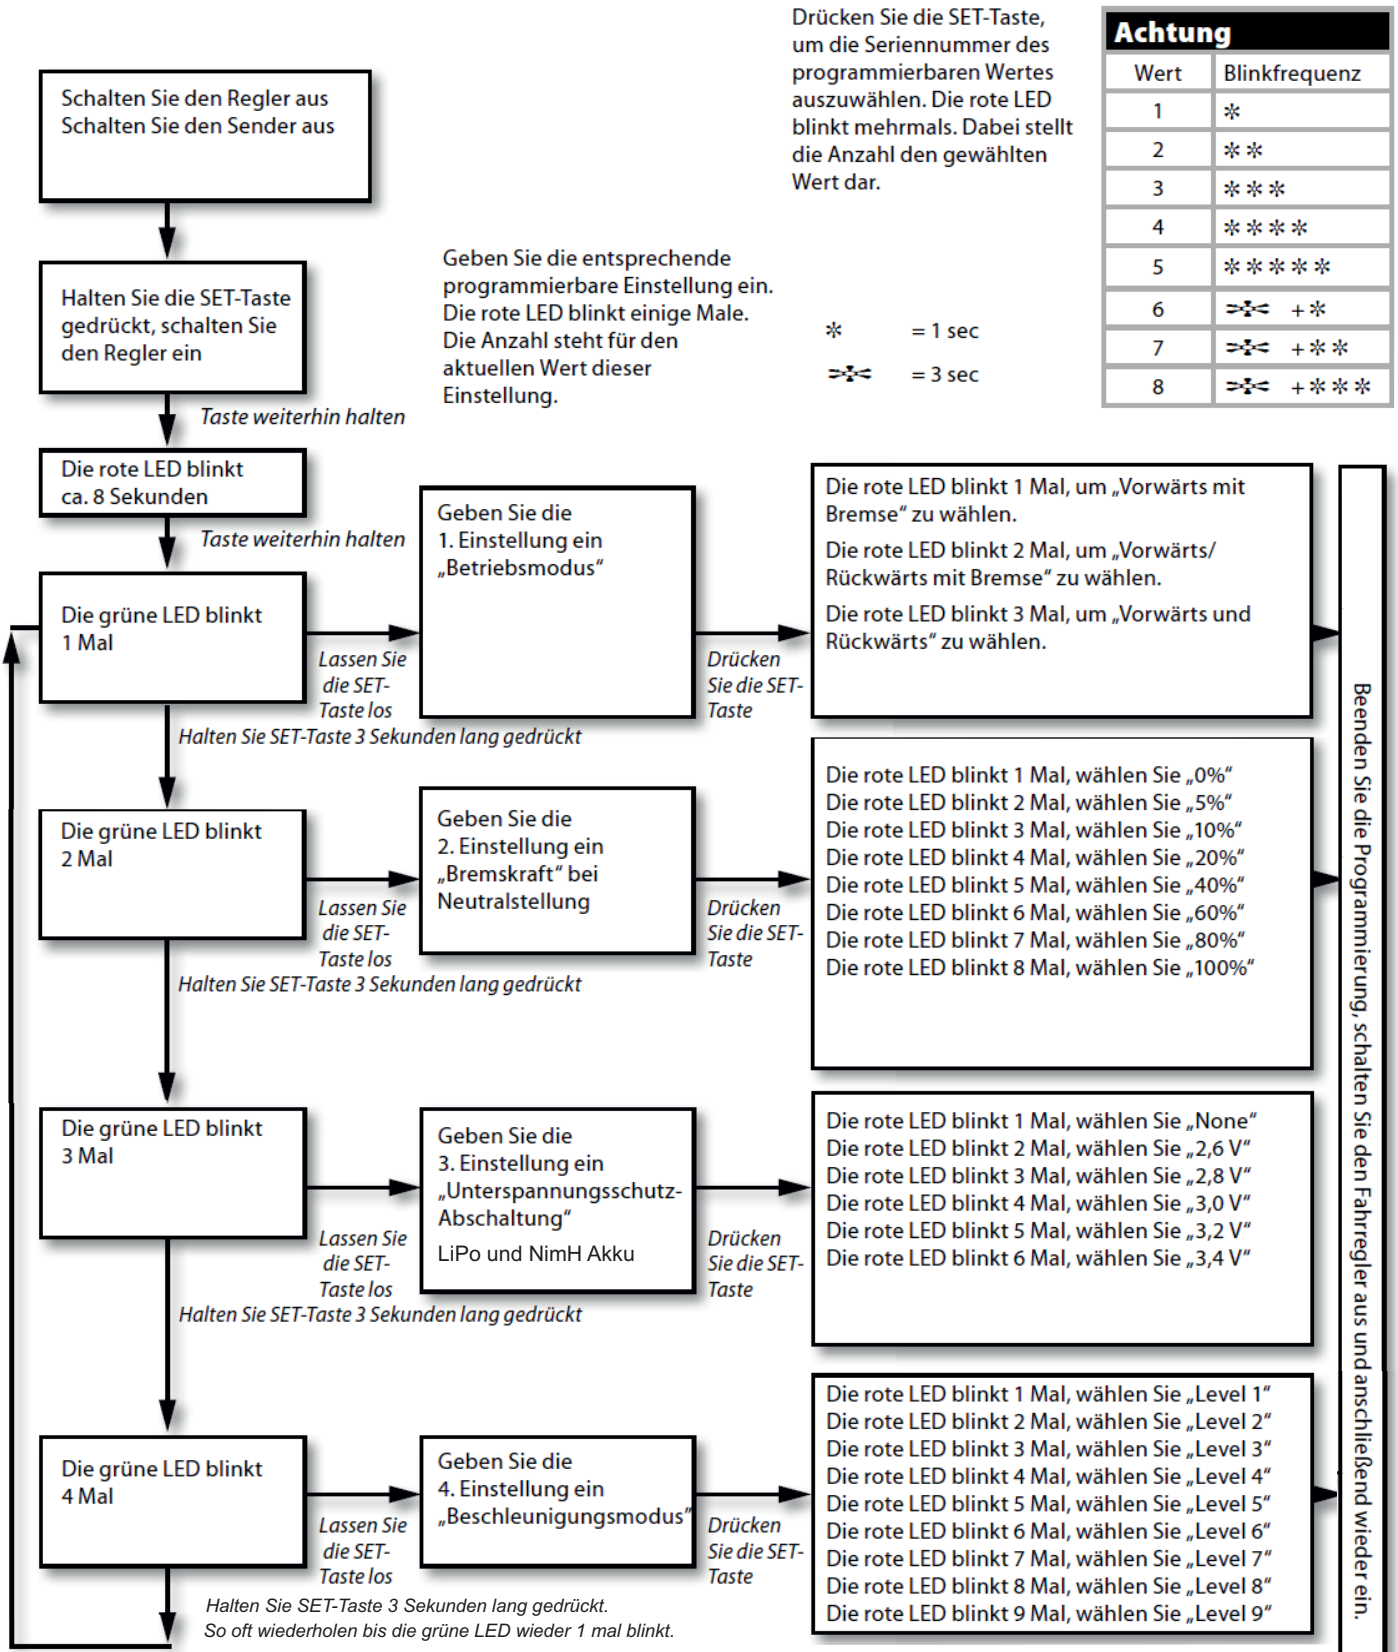 Drücken Sie die SET-Taste,
um die Seriennummer des
programmierbaren Wertes
auszuwählen. Die rote LED
blinkt mehrmals. Dabei stellt
die Anzahl den gewählten
Wert dar.
Achtung
Wert Blinkfrequenz
1 ✲
2 ✲✲
3 ✲✲✲
4 ✲✲✲✲
5 ✲✲✲✲✲
6 + ✲
7 + ✲✲
8 + ✲✲✲
Schalten Sie den Regler aus
Schalten Sie den Sender aus
Halten Sie die SET-Taste
gedrückt, schalten Sie
den Regler ein
Geben Sie die entsprechende
programmierbare Einstellung ein.
Die rote LED blinkt einige Male.
Die Anzahl steht für den
aktuellen Wert dieser
Einstellung.
✲ = 1 sec
= 3 sec
Taste weiterhin halten
Die rote LED blinkt
ca. 8 Sekunden
Taste weiterhin halten
Die grüne LED blinkt
1 Mal
Lassen Sie
die SET-
Taste los
Geben Sie die
1. Einstellung ein
„Betriebsmodus“
Drücken
Sie die SET-
Taste
Die rote LED blinkt 1 Mal, um „Vorwärts mit
Bremse“ zu wählen.
Die rote LED blinkt 2 Mal, um „Vorwärts/
Rückwärts mit Bremse“ zu wählen.
Die rote LED blinkt 3 Mal, um „Vorwärts und
Rückwärts“ zu wählen.
Halten Sie SET-Taste 3 Sekunden lang gedrückt
Die grüne LED blinkt
2 Mal
Lassen Sie
die SET-
Taste los
Geben Sie die
2. Einstellung ein
„Bremskraft“ bei
Neutralstellung
Drücken
Sie die SET-
Taste
Die rote LED blinkt 1 Mal, wählen Sie „0%“
Die rote LED blinkt 2 Mal, wählen Sie „5%“
Die rote LED blinkt 3 Mal, wählen Sie „10%“
Die rote LED blinkt 4 Mal, wählen Sie „20%“
Die rote LED blinkt 5 Mal, wählen Sie „40%“
Die rote LED blinkt 6 Mal, wählen Sie „60%“
Die rote LED blinkt 7 Mal, wählen Sie „80%“
Die rote LED blinkt 8 Mal, wählen Sie „100%“
Halten Sie SET-Taste 3 Sekunden lang gedrückt
Die grüne LED blinkt
3 Mal
Lassen Sie
die SET-
Taste los
Geben Sie die
3. Einstellung ein
„Unterspannungsschutz-
Abschaltung“
LiPo und NimH Akku
Drücken
Sie die SET-
Taste
Die rote LED blinkt 1 Mal, wählen Sie „None“
Die rote LED blinkt 2 Mal, wählen Sie „2,6 V“
Die rote LED blinkt 3 Mal, wählen Sie „2,8 V“
Die rote LED blinkt 4 Mal, wählen Sie „3,0 V“
Die rote LED blinkt 5 Mal, wählen Sie „3,2 V“
Die rote LED blinkt 6 Mal, wählen Sie „3,4 V“
Halten Sie SET-Taste 3 Sekunden lang gedrückt
Die grüne LED blinkt
4 Mal
Lassen Sie
die SET-
Taste los
Geben Sie die
4. Einstellung ein
„Beschleunigungsmodus“
Drücken
Sie die SET-
Taste
Die rote LED blinkt 1 Mal, wählen Sie „Level 1“
Die rote LED blinkt 2 Mal, wählen Sie „Level 2“
Die rote LED blinkt 3 Mal, wählen Sie „Level 3“
Die rote LED blinkt 4 Mal, wählen Sie „Level 4“
Die rote LED blinkt 5 Mal, wählen Sie „Level 5“
Die rote LED blinkt 6 Mal, wählen Sie „Level 6“
Die rote LED blinkt 7 Mal, wählen Sie „Level 7“
Die rote LED blinkt 8 Mal, wählen Sie „Level 8“
Die rote LED blinkt 9 Mal, wählen Sie „Level 9“
Halten Sie SET-Taste 3 Sekunden lang gedrückt.
So oft wiederholen bis die grüne LED wieder 1 mal blinkt.
Beenden Sie die Programmierung, schalten Sie den Fahrregler aus und anschließend wieder ein.